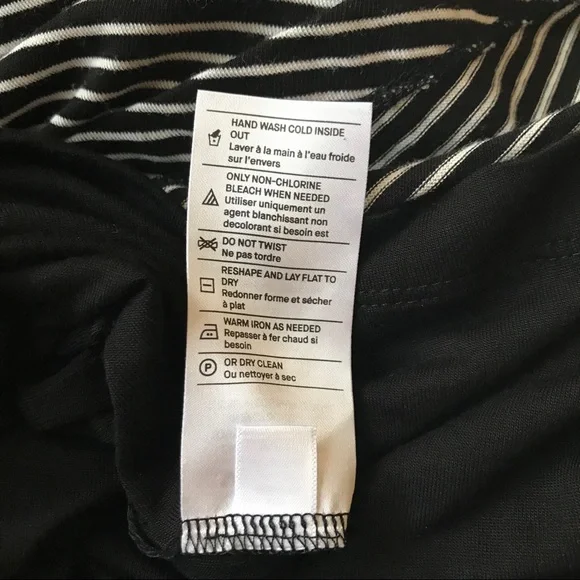 HAND WASH COLD INSIDE
OUT
Laver à la main à l'eau froide
sur l'envers
ONLY NON-CHLORINE
BLEACH WHEN NEEDED
Utiliser uniquement un
agent blanchissant non
decolorant si besoin est
DO NOT TWIST
Ne pas tordre
RESHAPE AND LAY FLAT TO
DRY
Redonner forme et sécher
à plat
WARM IRON AS NEEDED
Repasser à fer chaud si
besoin
P OR DRY CLEAN
Ou nettoyer à sec